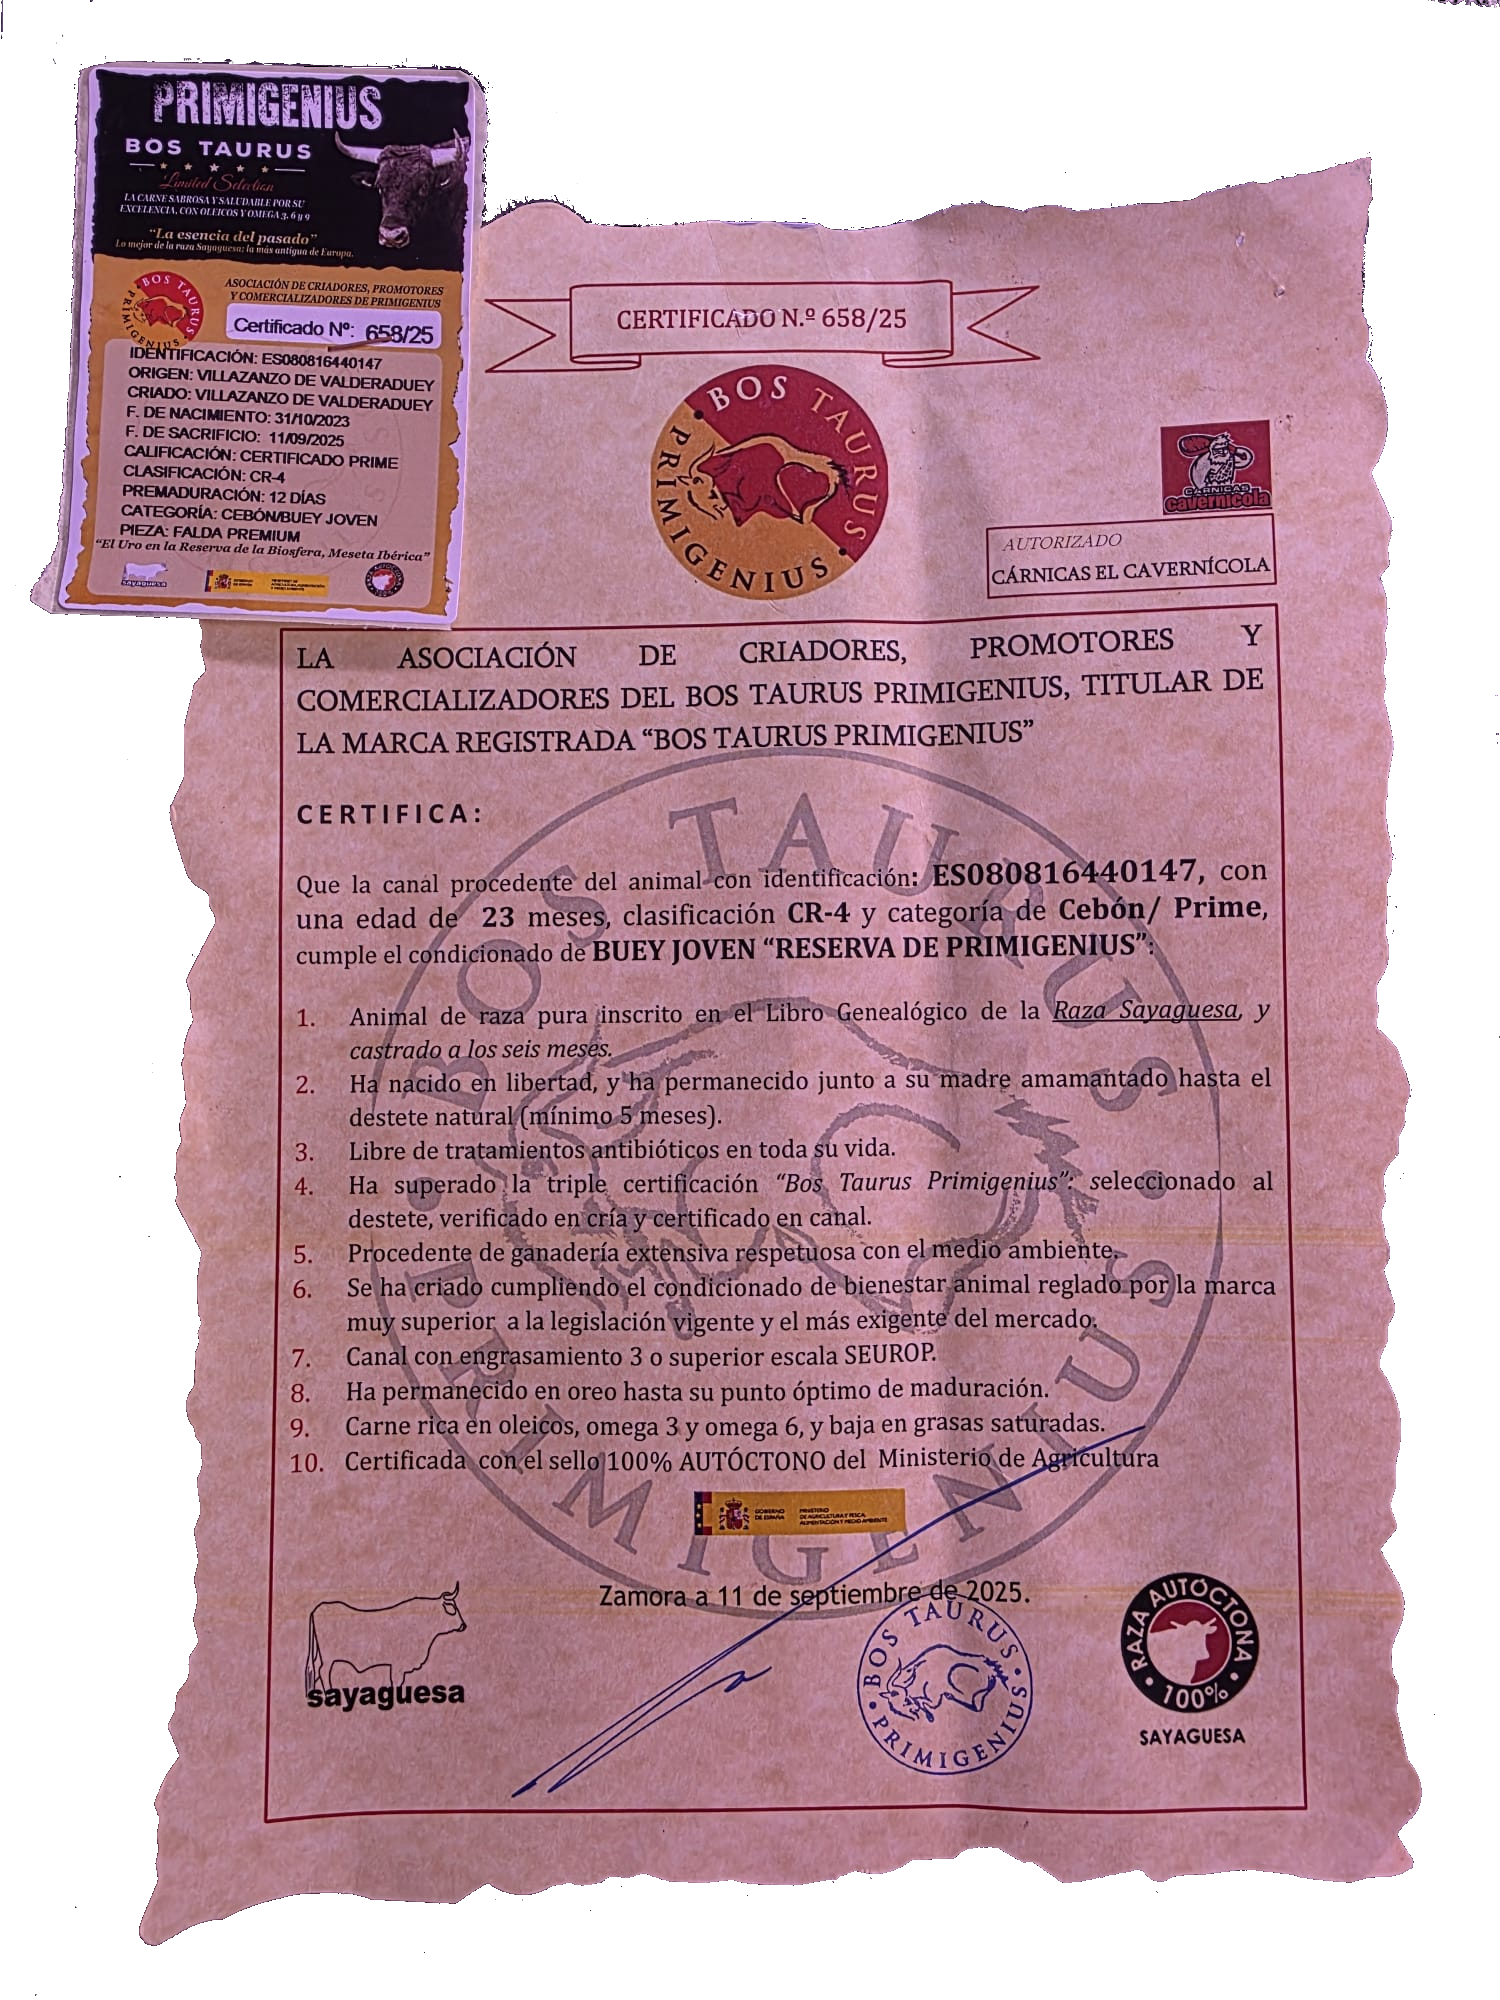 PRIMIGENIUS
BOS TAURUS
Limited Selection
LA CARNE SABROSA Y SALUDABLE POR SU
EXCELENCIA, CON OLEICOS Y OMEGA 3, 6 y 9
"La esencia del pasado"
Lo mejor de la raza Sayaguesa; la más antigua de Europa.
BOS TAURUS
PRIMIGENIUS
ASOCIACIÓN DE CRIADORES, PROMOTORES
Y COMERCIALIZADORES DE PRIMIGENIUS
Certificado Nº: 658/25
IDENTIFICACIÓN: ES080816440147
ORIGEN: VILLAZANZO DE VALDERADUEY
CRIADO: VILLAZANZO DE VALDERADUEY
F. DE NACIMIENTO: 31/10/2023
F. DE SACRIFICIO: 11/09/2025
CALIFICACIÓN: CERTIFICADO PRIME
CLASIFICACIÓN: CR-4
PREMADURACIÓN: 12 DÍAS
CATEGORÍA: CEBÓN/BUEY JOVEN
PIEZA: FALDA PREMIUM
"El Uro en la Reserva de la Biosfera, Meseta Ibérica"
sayaguesa
CERTIFICADO N.º 658/25
BOS TAURUS
PRIMIGENIUS
CÁRNICAS
cavernícola
AUTORIZADO
CÁRNICAS EL CAVERNÍCOLA
LA ASOCIACIÓN DE CRIADORES, PROMOTORES Y
COMERCIALIZADORES DEL BOS TAURUS PRIMIGENIUS, TITULAR DE
LA MARCA REGISTRADA “BOS TAURUS PRIMIGENIUS”
CERTIFICA:
Que la canal procedente del animal con identificación: ES080816440147, con
una edad de 23 meses, clasificación CR-4 y categoría de Cebón/ Prime,
cumple el condicionado de BUEY JOVEN “RESERVA DE PRIMIGENIUS”:
1. Animal de raza pura inscrito en el Libro Genealógico de la Raza Sayaguesa, y
castrado a los seis meses.
2. Ha nacido en libertad, y ha permanecido junto a su madre amamantado hasta el
destete natural (mínimo 5 meses).
3. Libre de tratamientos antibióticos en toda su vida.
4. Ha superado la triple certificación “Bos Taurus Primigenius”: seleccionado al
destete, verificado en cría y certificado en canal.
5. Procedente de ganadería extensiva respetuosa con el medio ambiente.
6. Se ha criado cumpliendo el condicionado de bienestar animal reglado por la marca
muy superior a la legislación vigente y el más exigente del mercado.
7. Canal con engrasamiento 3 o superior escala SEUROP.
8. Ha permanecido en oreo hasta su punto óptimo de maduración.
9. Carne rica en oleicos, omega 3 y omega 6, y baja en grasas saturadas.
10. Certificada con el sello 100% AUTÓCTONO del Ministerio de Agricultura
BOS TAURUS
PRIMIGENIUS
GOBIERNO
DE ESPAÑA
MINISTERIO
DE AGRICULTURA Y PESCA,
ALIMENTACIÓN Y MEDIO AMBIENTE
Zamora a 11 de septiembre de 2025.
sayaguesa
BOS TAURUS
PRIMIGENIUS
RAZA AUTÓCTONA
100%
SAYAGUESA